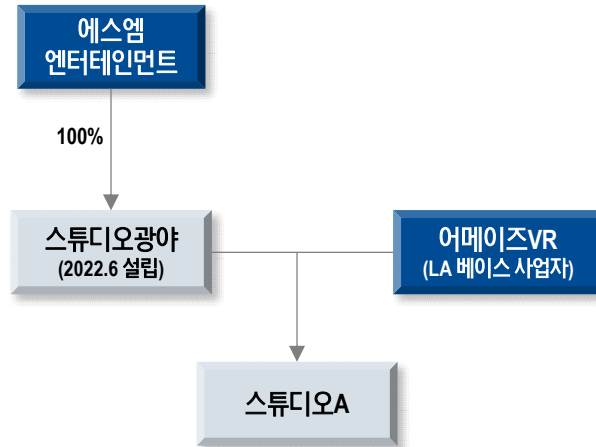 에스엠
엔터테인먼트
100%
스튜디오광야
(2022.6 설립)
어메이즈VR
(LA 베이스 사업자)
스튜디오A